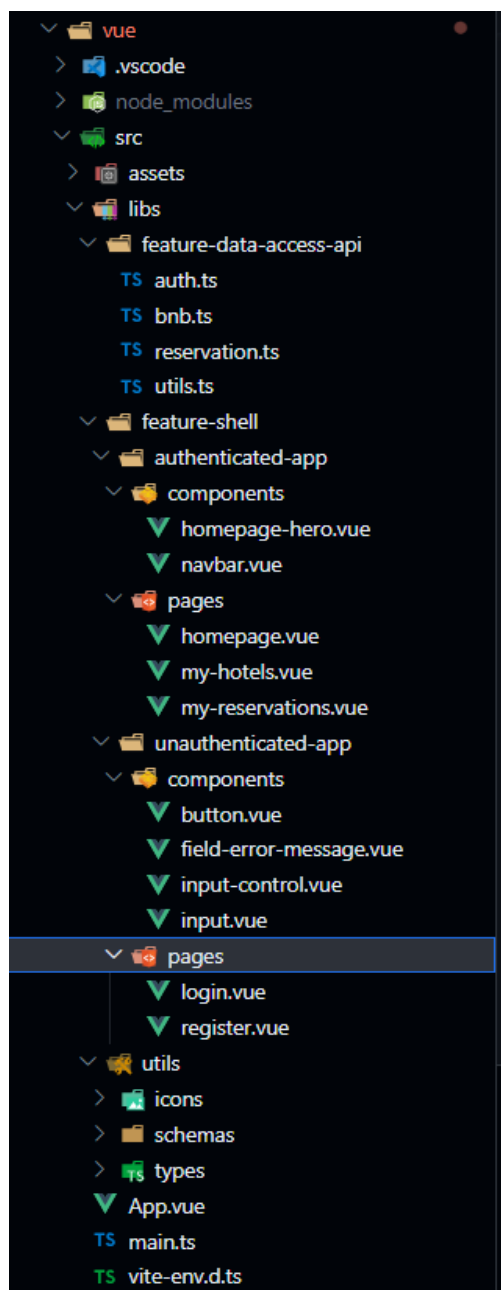 vue
.vscode
node_modules
src
assets
libs
feature-data-access-api
TS auth.ts
TS bnb.ts
TS reservation.ts
TS utils.ts
feature-shell
authenticated-app
components
homepage-hero.vue
navbar.vue
pages
homepage.vue
my-hotels.vue
my-reservations.vue
unauthenticated-app
components
button.vue
field-error-message.vue
input-control.vue
input.vue
pages
login.vue
register.vue
utils
icons
schemas
TS types
App.vue
TS main.ts
TS vite-env.d.ts